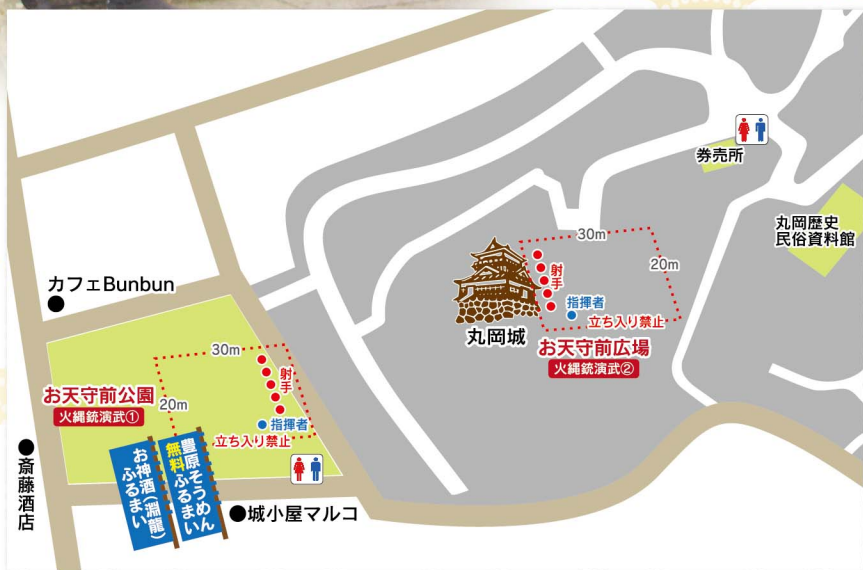 券売所
丸岡歴史
民俗資料館
30m
20m
射手
指揮者
立ち入り禁止
丸岡城
お天守前広場
火縄銃演武②
カフェBunbun
30m
20m
射手
指揮者
立ち入り禁止
お天守前公園
火縄銃演武①
豊原そうめん
無料ふるまい
お神酒(淵龍)
ふるまい
斎藤酒店
城小屋マルコ